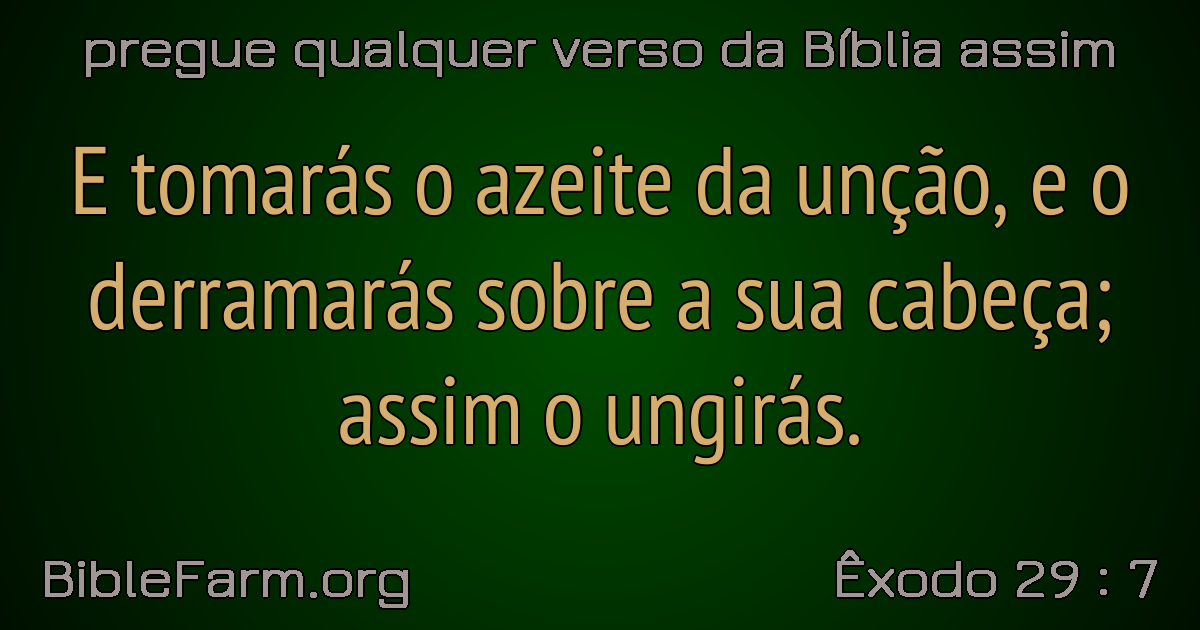 pregue qualquer verso da Bíblia assim
E tomarás o azeite da unção, e o
derramarás sobre a sua cabeça;
assim o ungirás.
BibleFarm.org
Êxodo 29 : 7